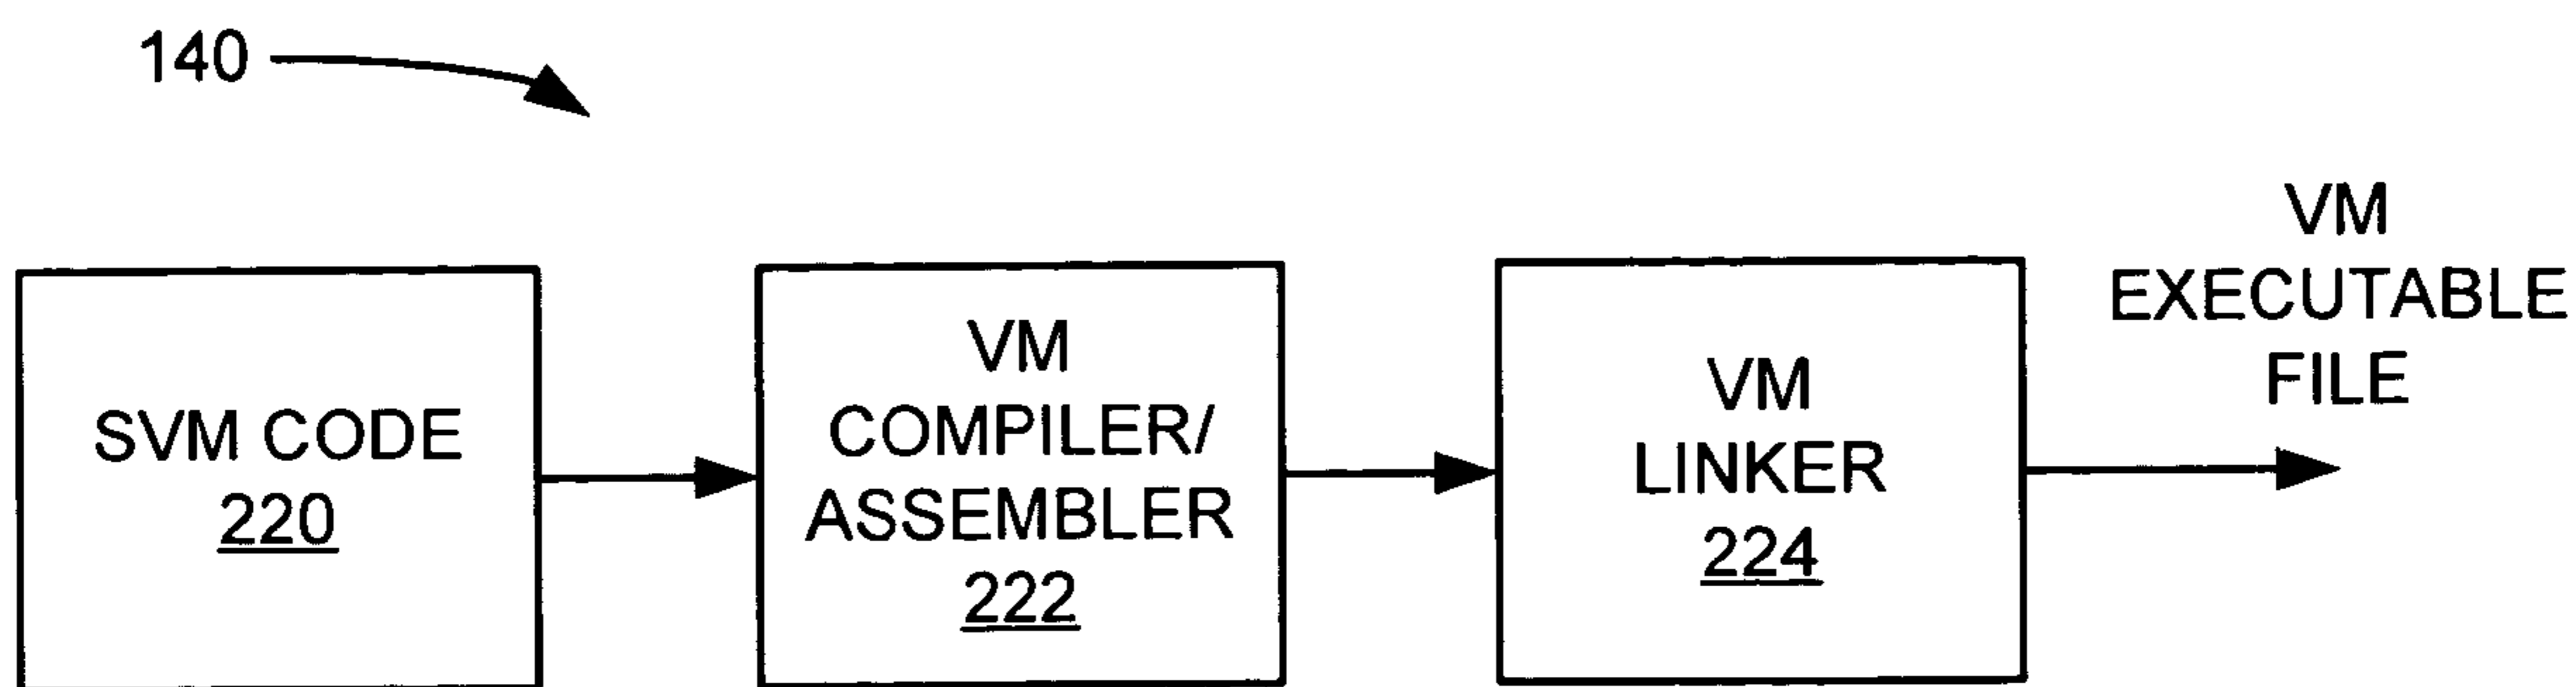 140
SVM CODE
220
VM
COMPILER/
ASSEMBLER
222
VM
LINKER
224
VM
EXECUTABLE
FILE